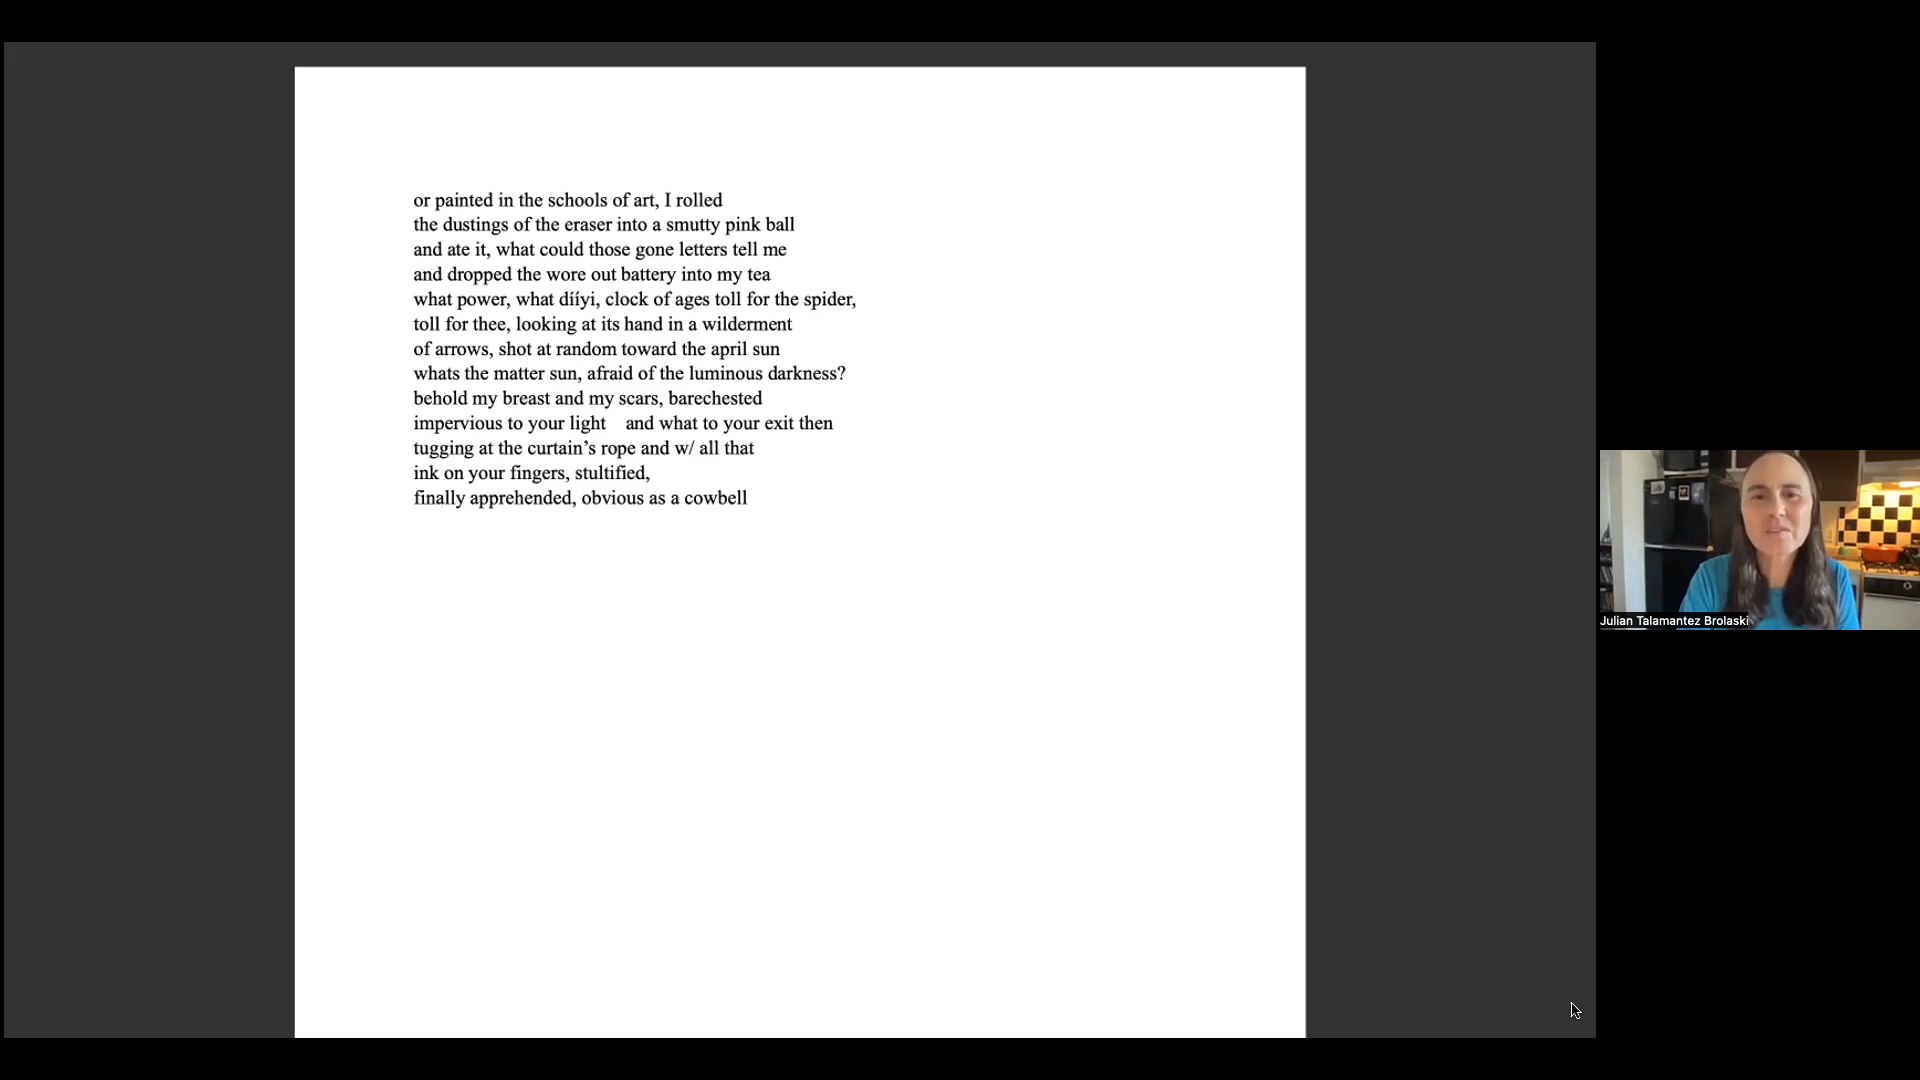 or painted in the schools of art, I rolled
the dustings of the eraser into a smutty pink ball
and ate it, what could those gone letters tell me
and dropped the wore out battery into my tea
what power, what dííyi, clock of ages toll for the spider,
toll for thee, looking at its hand in a wilderment
of arrows, shot at random toward the april sun
whats the matter sun, afraid of the luminous darkness?
behold my breast and my scars, barechested
impervious to your light    and what to your exit then
tugging at the curtain’s rope and w/ all that
ink on your fingers, stultified,
finally apprehended, obvious as a cowbell
Julian Talamantez Brolaski